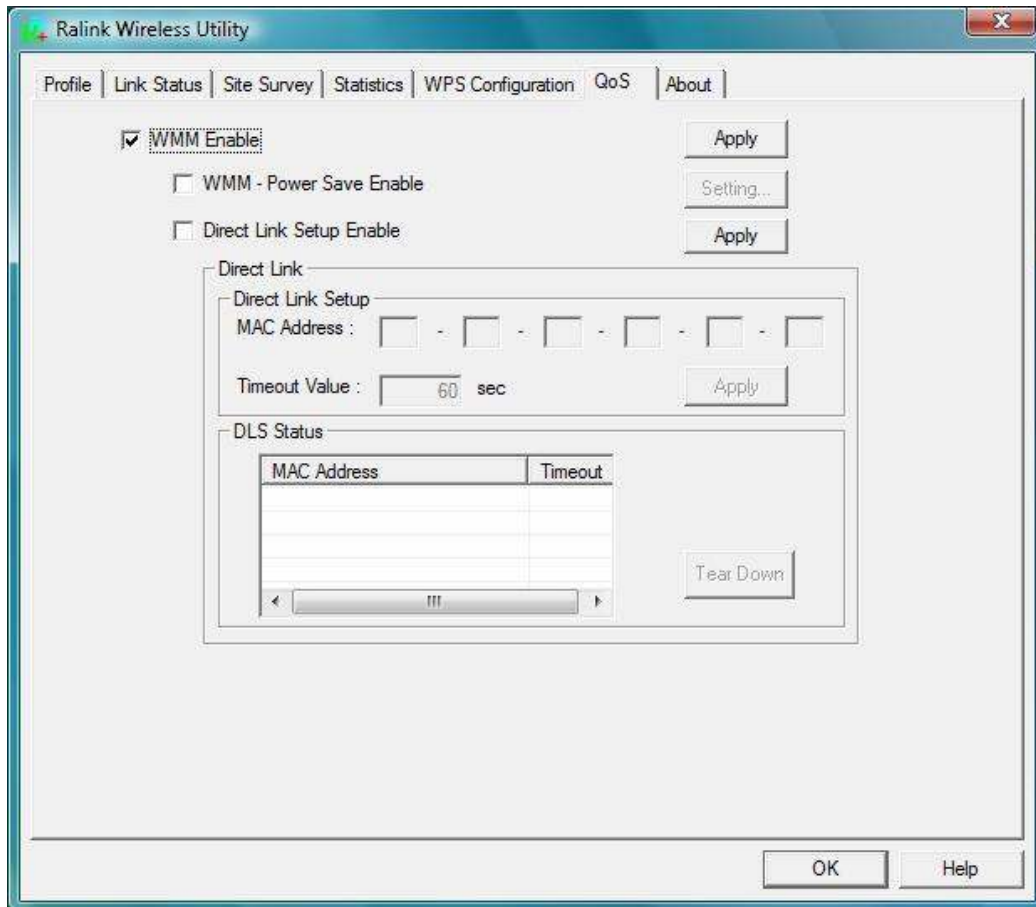 Ralink Wireless Utility
Profile Link Status Site Survey Statistics WPS Configuration QoS About
WMM Enable Apply
WMM - Power Save Enable Setting...
Direct Link Setup Enable Apply
Direct Link
Direct Link Setup
MAC Address : - - - - -
Timeout Value : 60 sec Apply
DLS Status
MAC Address Timeout
Tear Down
OK Help